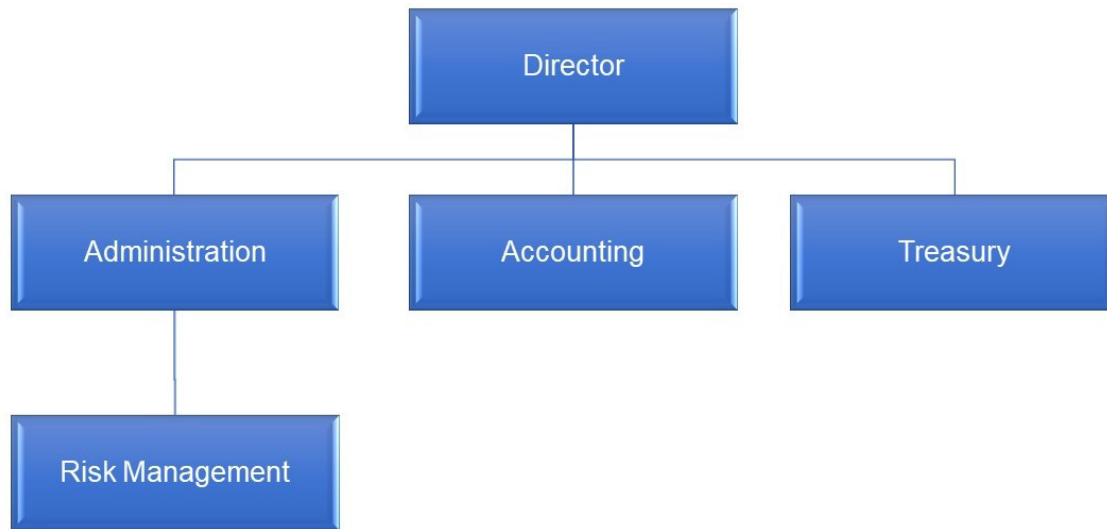 Director
Administration
Accounting
Treasury
Risk Management